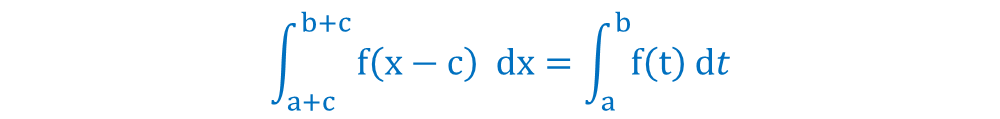 ∫_{a+c}^{b+c} f(x − c) dx = ∫_{a}^{b} f(t) dt